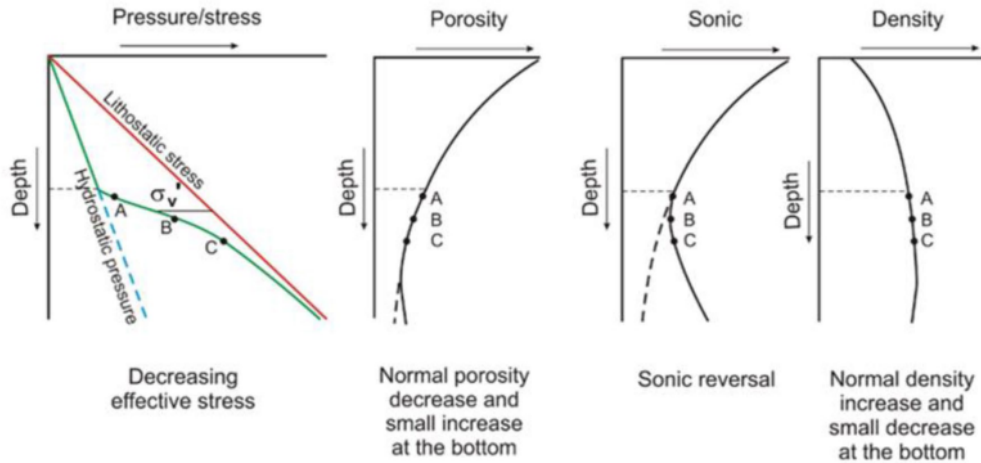 Pressure/stress
Depth
Lithostatic stress
Hydrostatic pressure
σv'
A
B
C
Decreasing
effective stress
Porosity
Depth
A
B
C
Normal porosity
decrease and
small increase
at the bottom
Sonic
Depth
A
B
C
Sonic reversal
Density
Depth
A
B
C
Normal density
increase and
small decrease
at the bottom